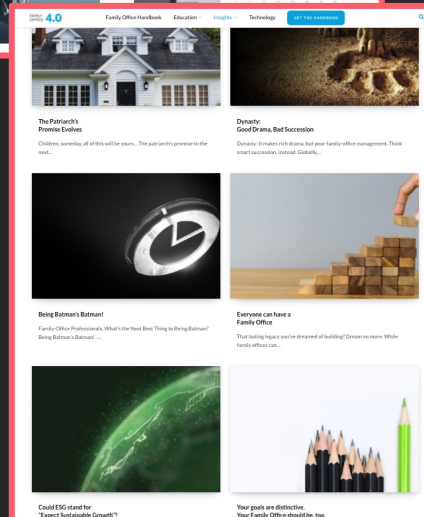 FAMILY
OFFICE 4.0
Family Office Handbook
Education
Insights
Technology
GET THE HANDBOOK
The Patriarch's
Promise Evolves
Children, someday, all of this will be yours... The patriarch's promise to the
next...
Dynasty:
Good Drama, Bad Succession
Dynasty: It makes rich drama, but poor family-office management. Think
smart succession, instead. Globally,...
Being Batman's Batman!
Family-Office Professionals. What's the Next Best Thing to Being Batman?
Being Batman's Batman! ...
Everyone can have a
Family Office
That lasting legacy you've dreamed of building? Dream no more. While
family offices can...
Could ESG stand for
"Expect Sustainable Growth"?
Your goals are distinctive.
Your Family Office should be, too.